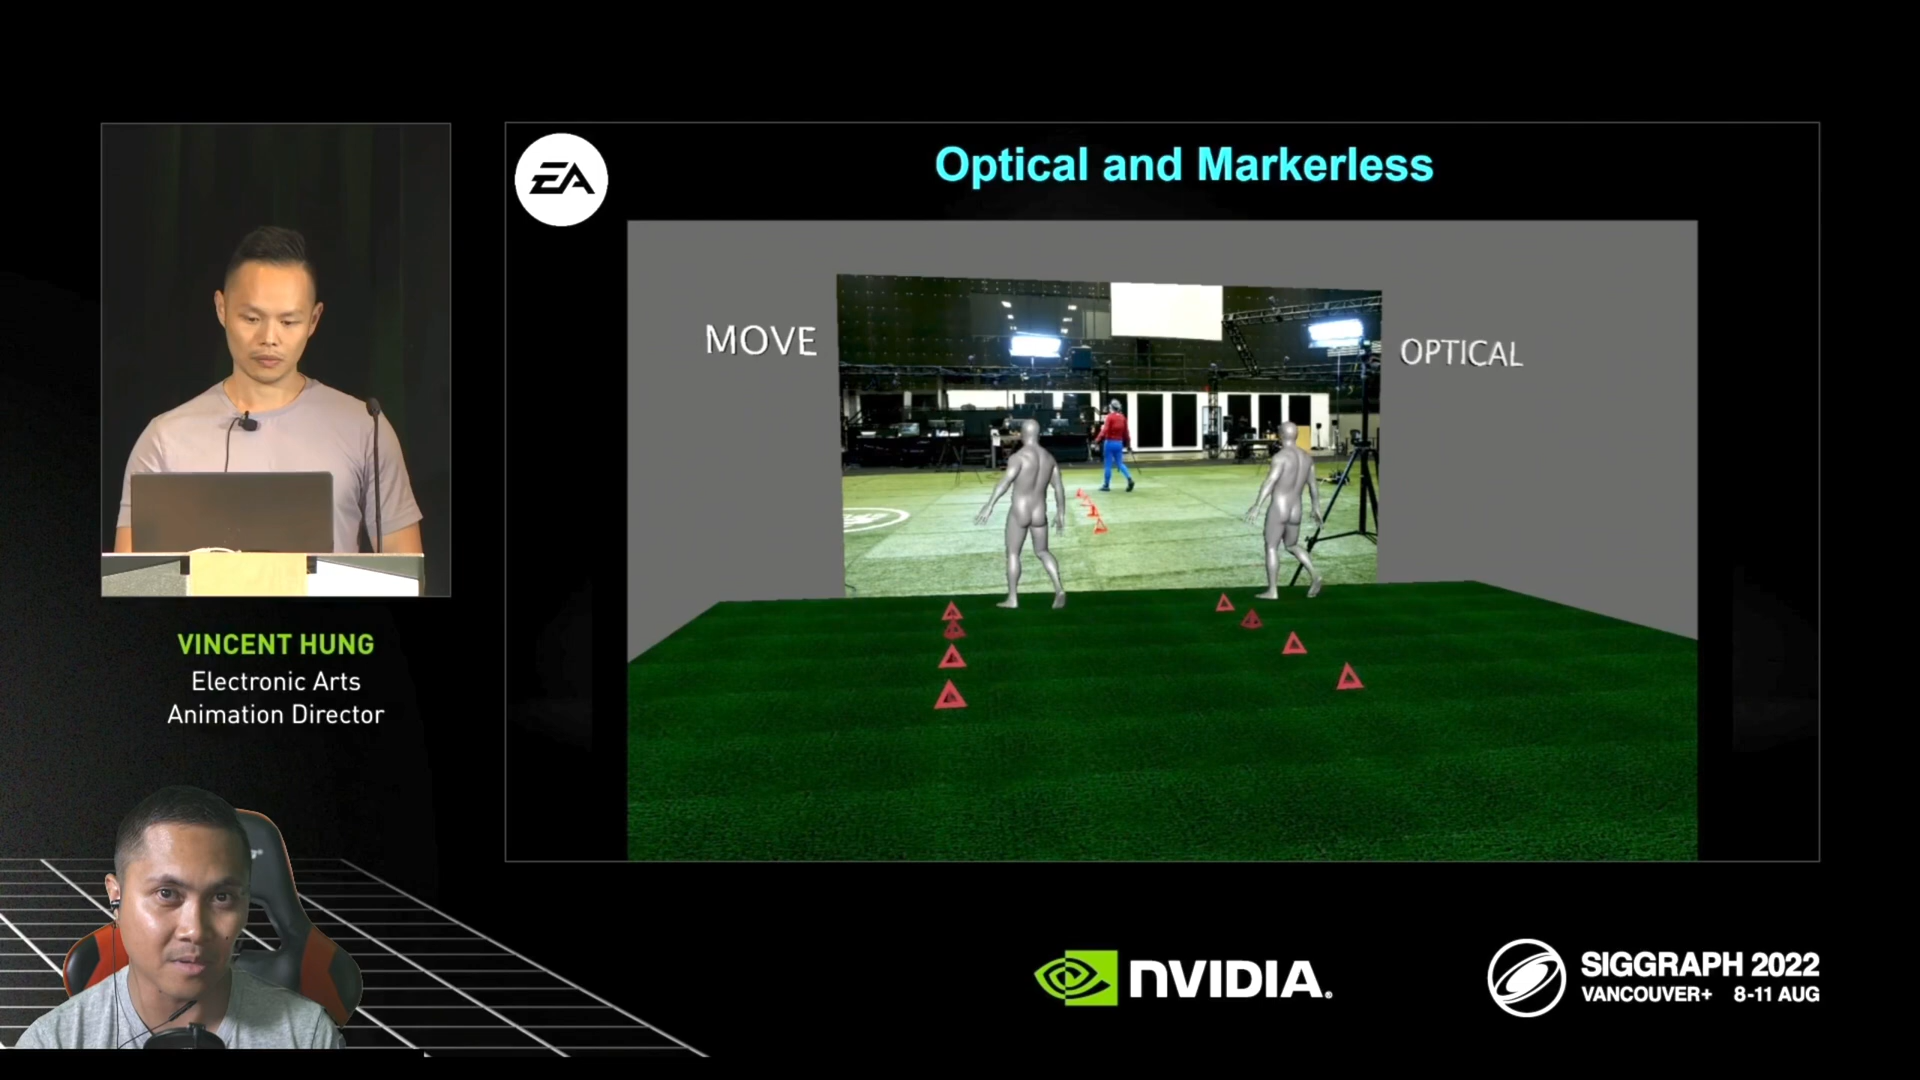 EA
Optical and Markerless
MOVE
OPTICAL
VINCENT HUNG
Electronic Arts
Animation Director
NVIDIA.
SIGGRAPH 2022
VANCOUVER+ 8-11 AUG